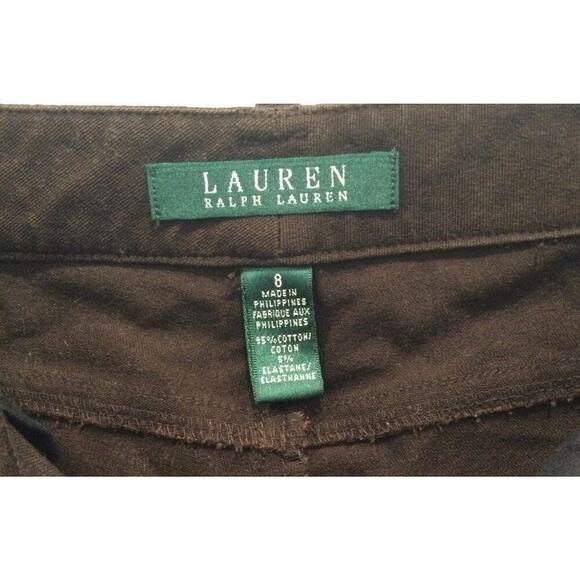 LAUREN
RALPH LAUREN
8
MADE IN
PHILIPPINES
FABRIQUE AUX
PHILIPPINES
95% COTTON/
COTON
5%
ELASTANE/
ELASTHANNE